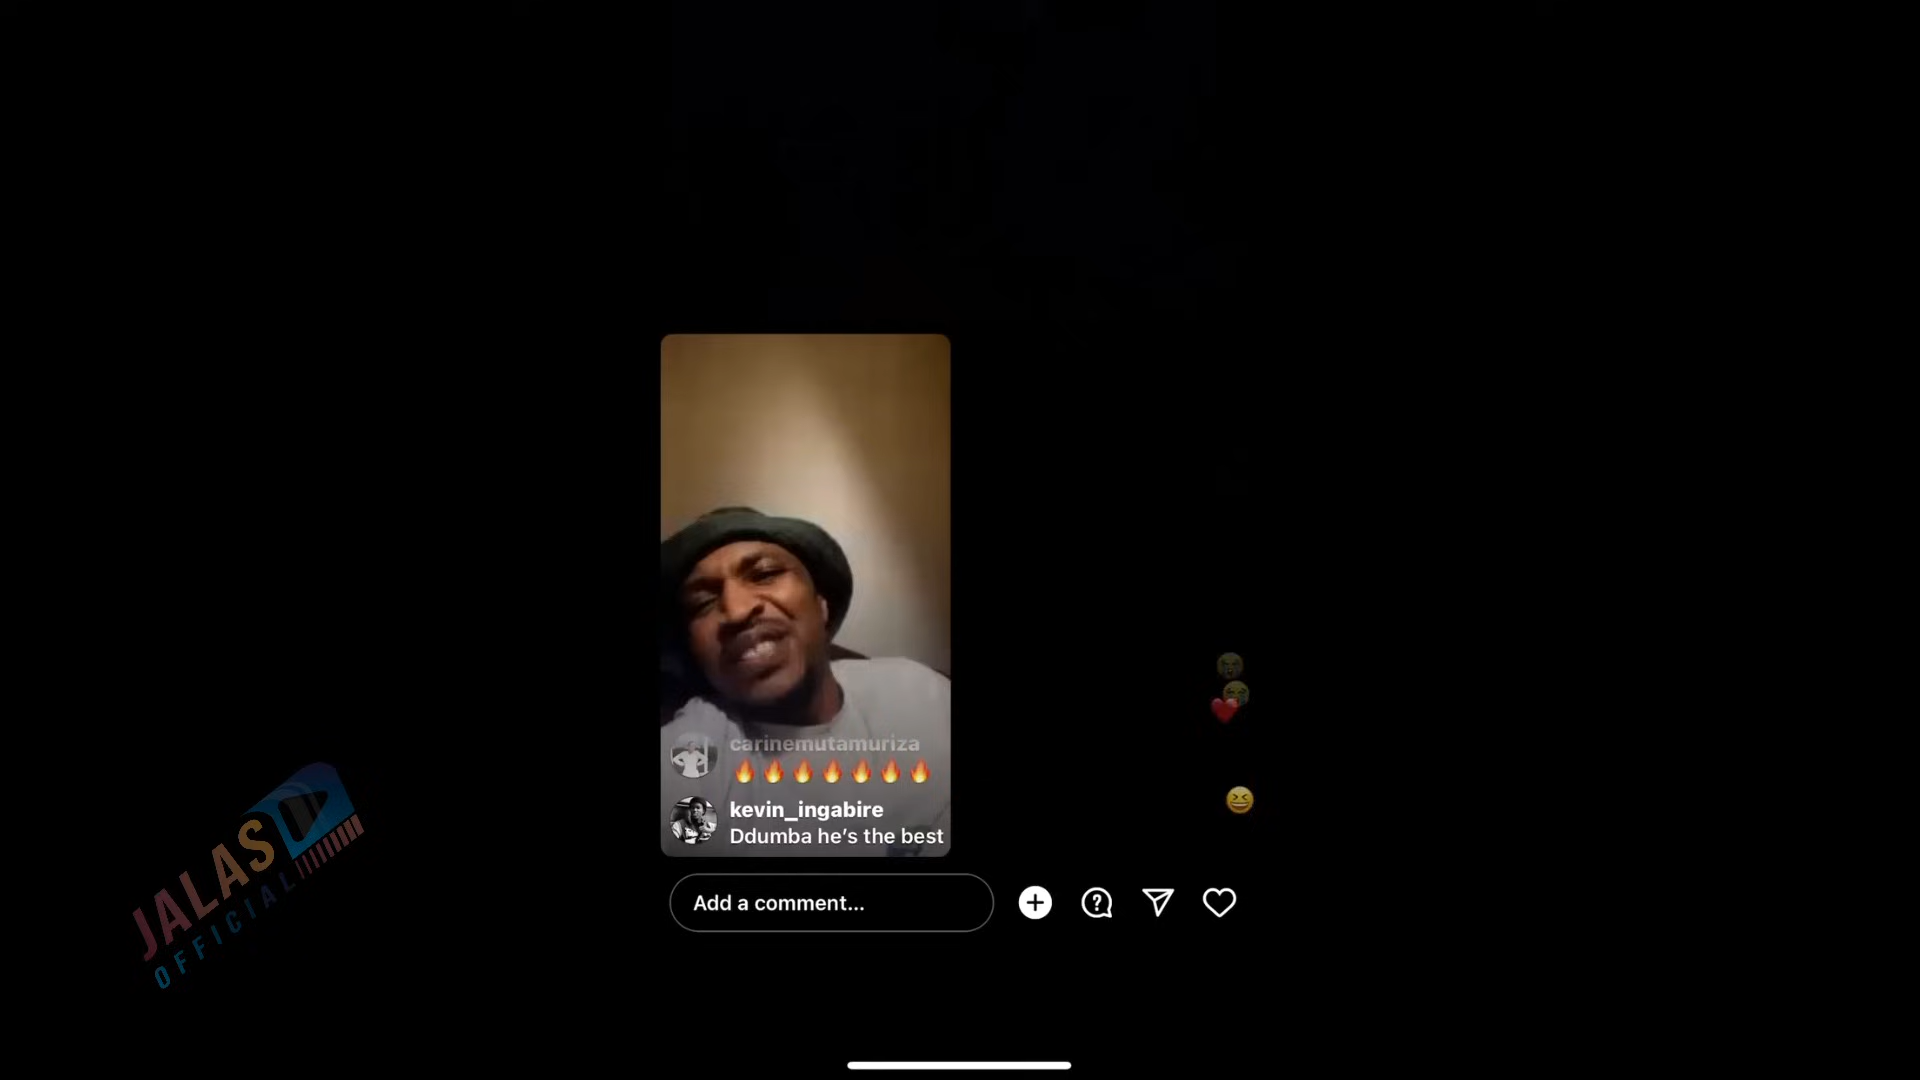 carinemutamuriza
🔥🔥🔥🔥🔥🔥🔥
kevin_ingabire
Ddumba he’s the best
Add a comment...
JALAS
OFFICIAL